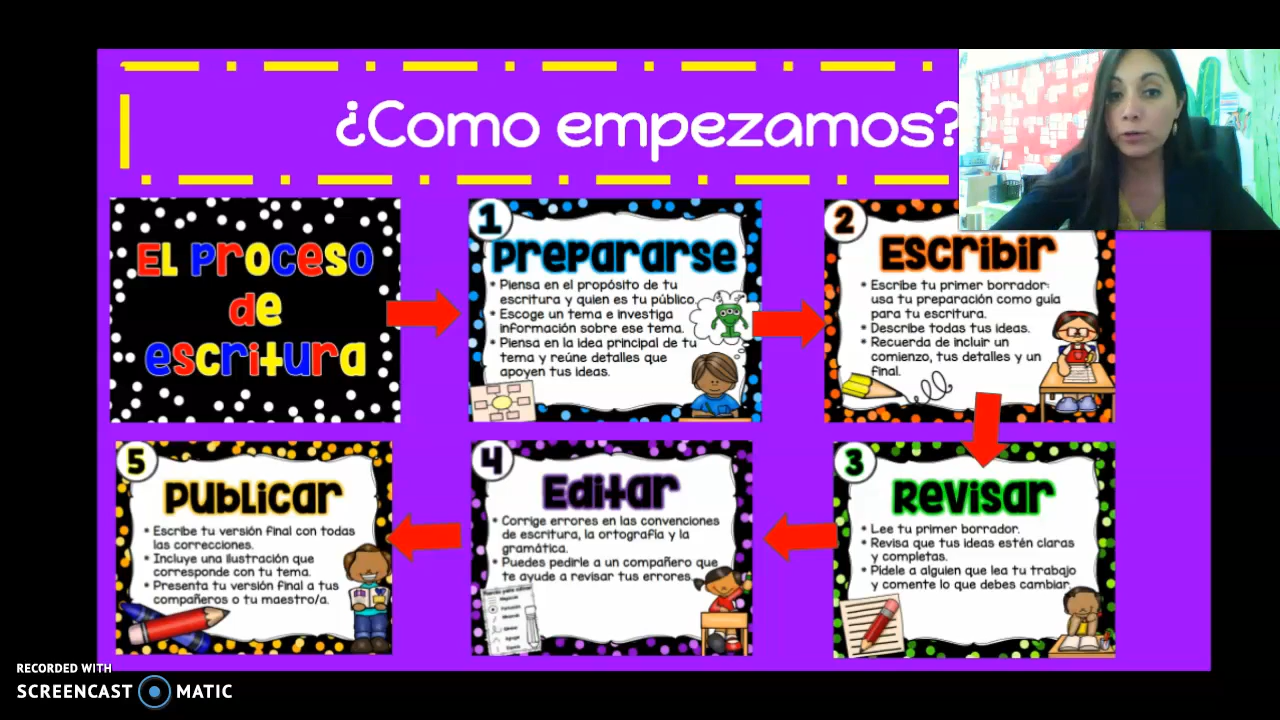 ¿Como empezamos?
El Proceso
de
escritura
1
Prepararse
• Piensa en el propósito de tu
escritura y quien es tu público.
• Escoge un tema e investiga
información sobre ese tema.
• Piensa en la idea principal de tu
tema y reúne detalles que
apoyen tus ideas.
2
Escribir
• Escribe tu primer borrador:
usa tu preparación como guía
para tu escritura.
• Describe todas tus ideas.
• Recuerda de incluir un
comienzo, tus detalles y un
final.
3
Revisar
• Lee tu primer borrador.
• Revisa que tus ideas estén claras
y completas.
• Pidele a alguien que lea tu trabajo
y comente lo que debes cambiar.
4
Editar
• Corrige errores en las convenciones
de escritura, la ortografía y la
gramática.
• Puedes pedirle a un compañero que
te ayude a revisar tus errores.
5
Publicar
• Escribe tu versión final con todas
las correcciones.
• Incluye una ilustración que
corresponde con tu tema.
• Presenta tu versión final a tus
compañeros o tu maestro/a.
RECORDED WITH
SCREENCAST MATIC